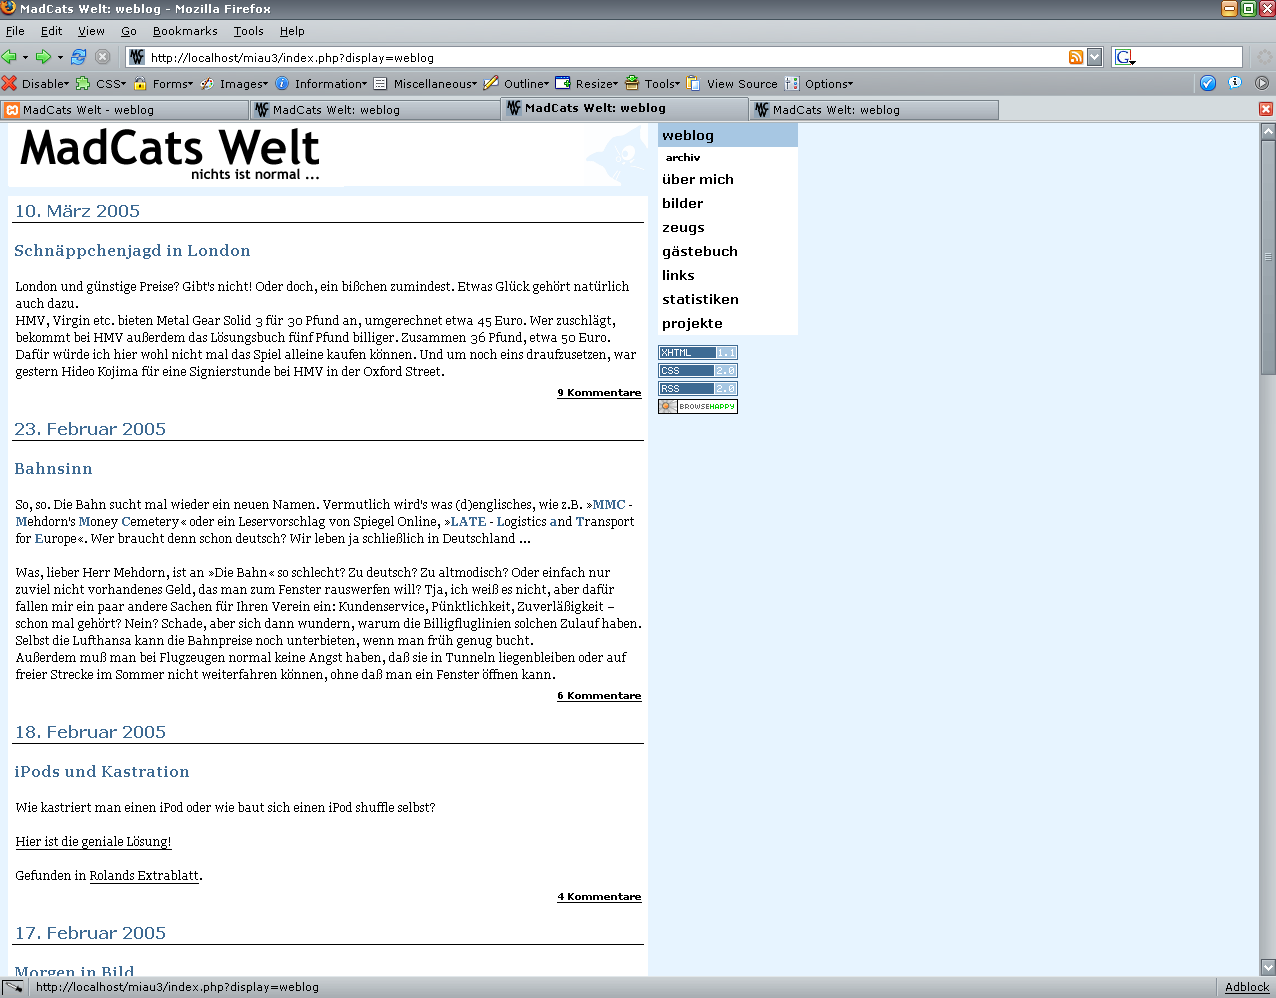 MadCats Welt: weblog - Mozilla Firefox
File Edit View Go Bookmarks Tools Help
http://localhost/miau3/index.php?display=weblog
Disable CSS Forms Images Information Miscellaneous Outline Resize Tools View Source Options
MadCats Welt - weblog MadCats Welt: weblog MadCats Welt: weblog MadCats Welt: weblog
MadCats Welt
nichts ist normal ...
10. März 2005
Schnäppchenjagd in London
London und günstige Preise? Gibt's nicht! Oder doch, ein bißchen zumindest. Etwas Glück gehört natürlich
auch dazu.
HMV, Virgin etc. bieten Metal Gear Solid 3 für 30 Pfund an, umgerechnet etwa 45 Euro. Wer zuschlägt,
bekommt bei HMV außerdem das Lösungsbuch fünf Pfund billiger. Zusammen 36 Pfund, etwa 50 Euro.
Dafür würde ich hier wohl nicht mal das Spiel alleine kaufen können. Und um noch eins draufzusetzen, war
gestern Hideo Kojima für eine Signierstunde bei HMV in der Oxford Street.
9 Kommentare
23. Februar 2005
Bahnsinn
So, so. Die Bahn sucht mal wieder ein neuen Namen. Vermutlich wird's was (d)englisches, wie z.B. »MMC -
Mehdorn's Money Cemetery« oder ein Leservorschlag von Spiegel Online, »LATE - Logistics and Transport
for Europe«. Wer braucht denn schon deutsch? Wir leben ja schließlich in Deutschland ...
Was, lieber Herr Mehdorn, ist an »Die Bahn« so schlecht? Zu deutsch? Zu altmodisch? Oder einfach nur
zuviel nicht vorhandenes Geld, das man zum Fenster rauswerfen will? Tja, ich weiß es nicht, aber dafür
fallen mir ein paar andere Sachen für Ihren Verein ein: Kundenservice, Pünktlichkeit, Zuverläßigkeit –
schon mal gehört? Nein? Schade, aber sich dann wundern, warum die Billigfluglinien solchen Zulauf haben.
Selbst die Lufthansa kann die Bahnpreise noch unterbieten, wenn man früh genug bucht.
Außerdem muß man bei Flugzeugen normal keine Angst haben, daß sie in Tunneln liegenbleiben oder auf
freier Strecke im Sommer nicht weiterfahren können, ohne daß man ein Fenster öffnen kann.
6 Kommentare
18. Februar 2005
iPods und Kastration
Wie kastriert man einen iPod oder wie baut sich einen iPod shuffle selbst?
Hier ist die geniale Lösung!
Gefunden in Rolands Extrablatt.
4 Kommentare
17. Februar 2005
Morgen in Bild
weblog
archiv
über mich
bilder
zeugs
gästebuch
links
statistiken
projekte
XHTML 1.1
CSS 2.0
RSS 2.0
BROWSEHAPPY
http://localhost/miau3/index.php?display=weblog
Adblock